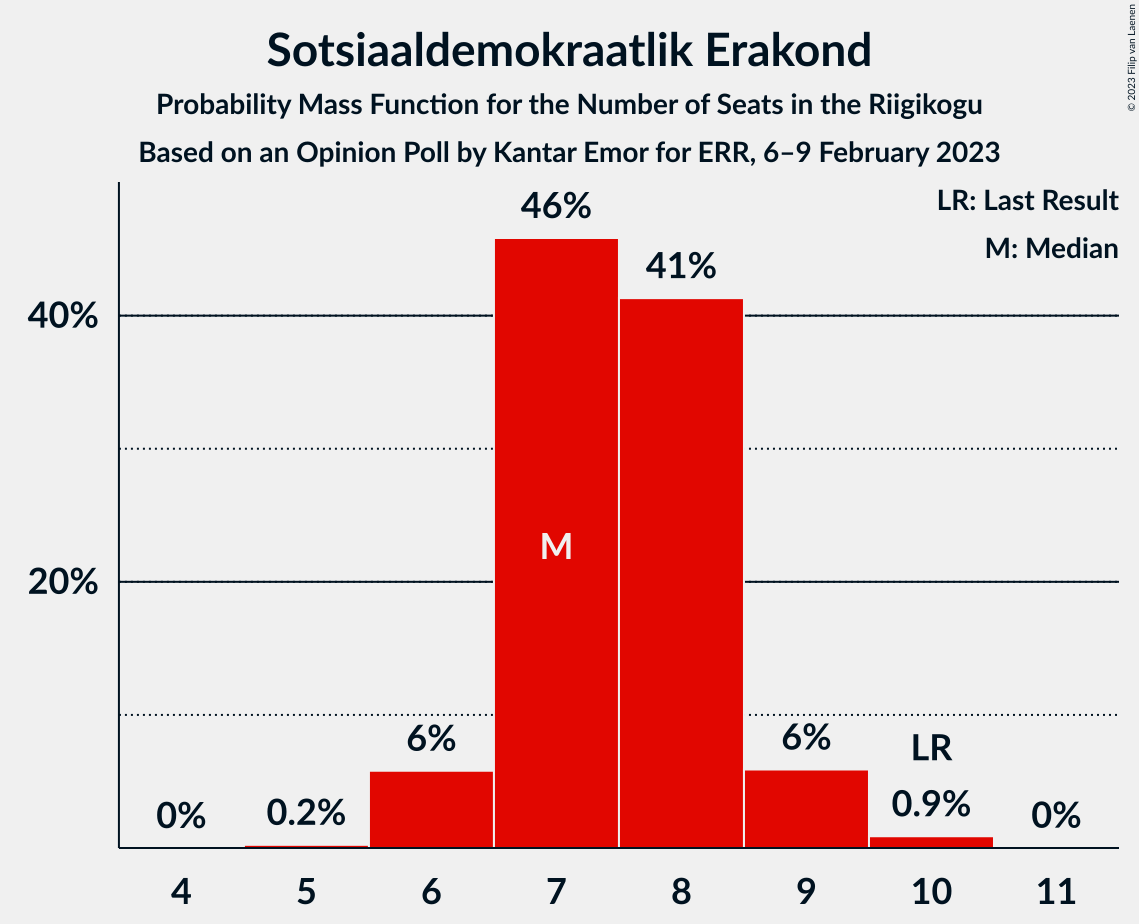 Sotsiaaldemokraatlik Erakond
Probability Mass Function for the Number of Seats in the Riigikogu
Based on an Opinion Poll by Kantar Emor for ERR, 6–9 February 2023
© 2023 Filip van Laenen
LR: Last Result
M: Median
46%
41%
40%
M
20%
6%
6%
LR
0%
0.2%
0.9%
0%
4
5
6
7
8
9
10
11